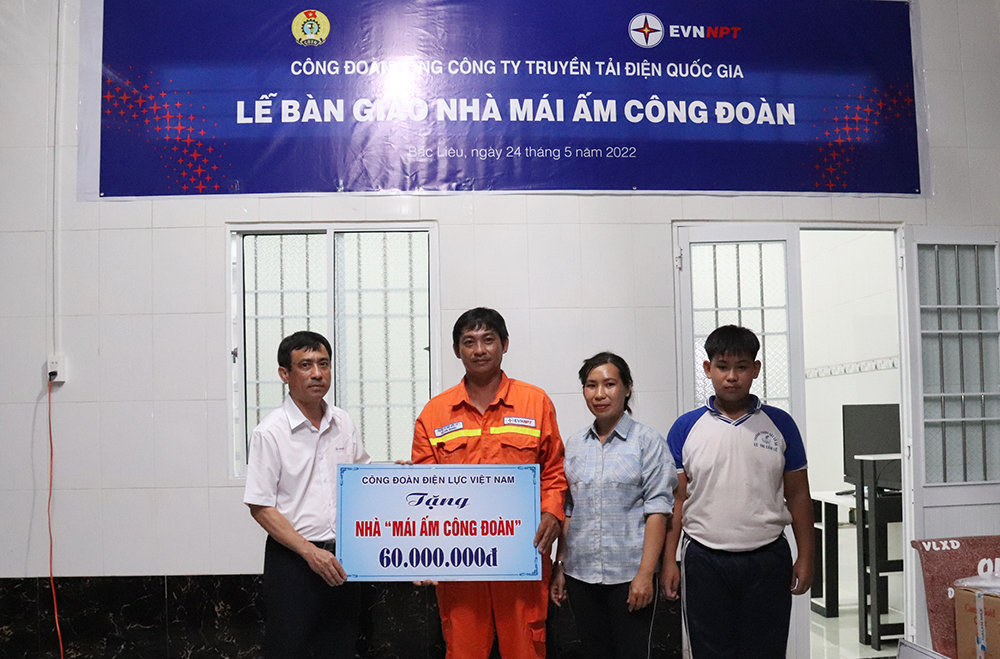 EVNNPT
CÔNG ĐOÀN CÔNG TY TRUYỀN TẢI ĐIỆN QUỐC GIA
LỄ BÀN GIAO NHÀ MÁI ẤM CÔNG ĐOÀN
Bạc Liêu, ngày 24 tháng 5 năm 2022
EVNNPT
CÔNG ĐOÀN ĐIỆN LỰC VIỆT NAM
Tặng
NHÀ “MÁI ẤM CÔNG ĐOÀN”
60.000.000đ
VLXD